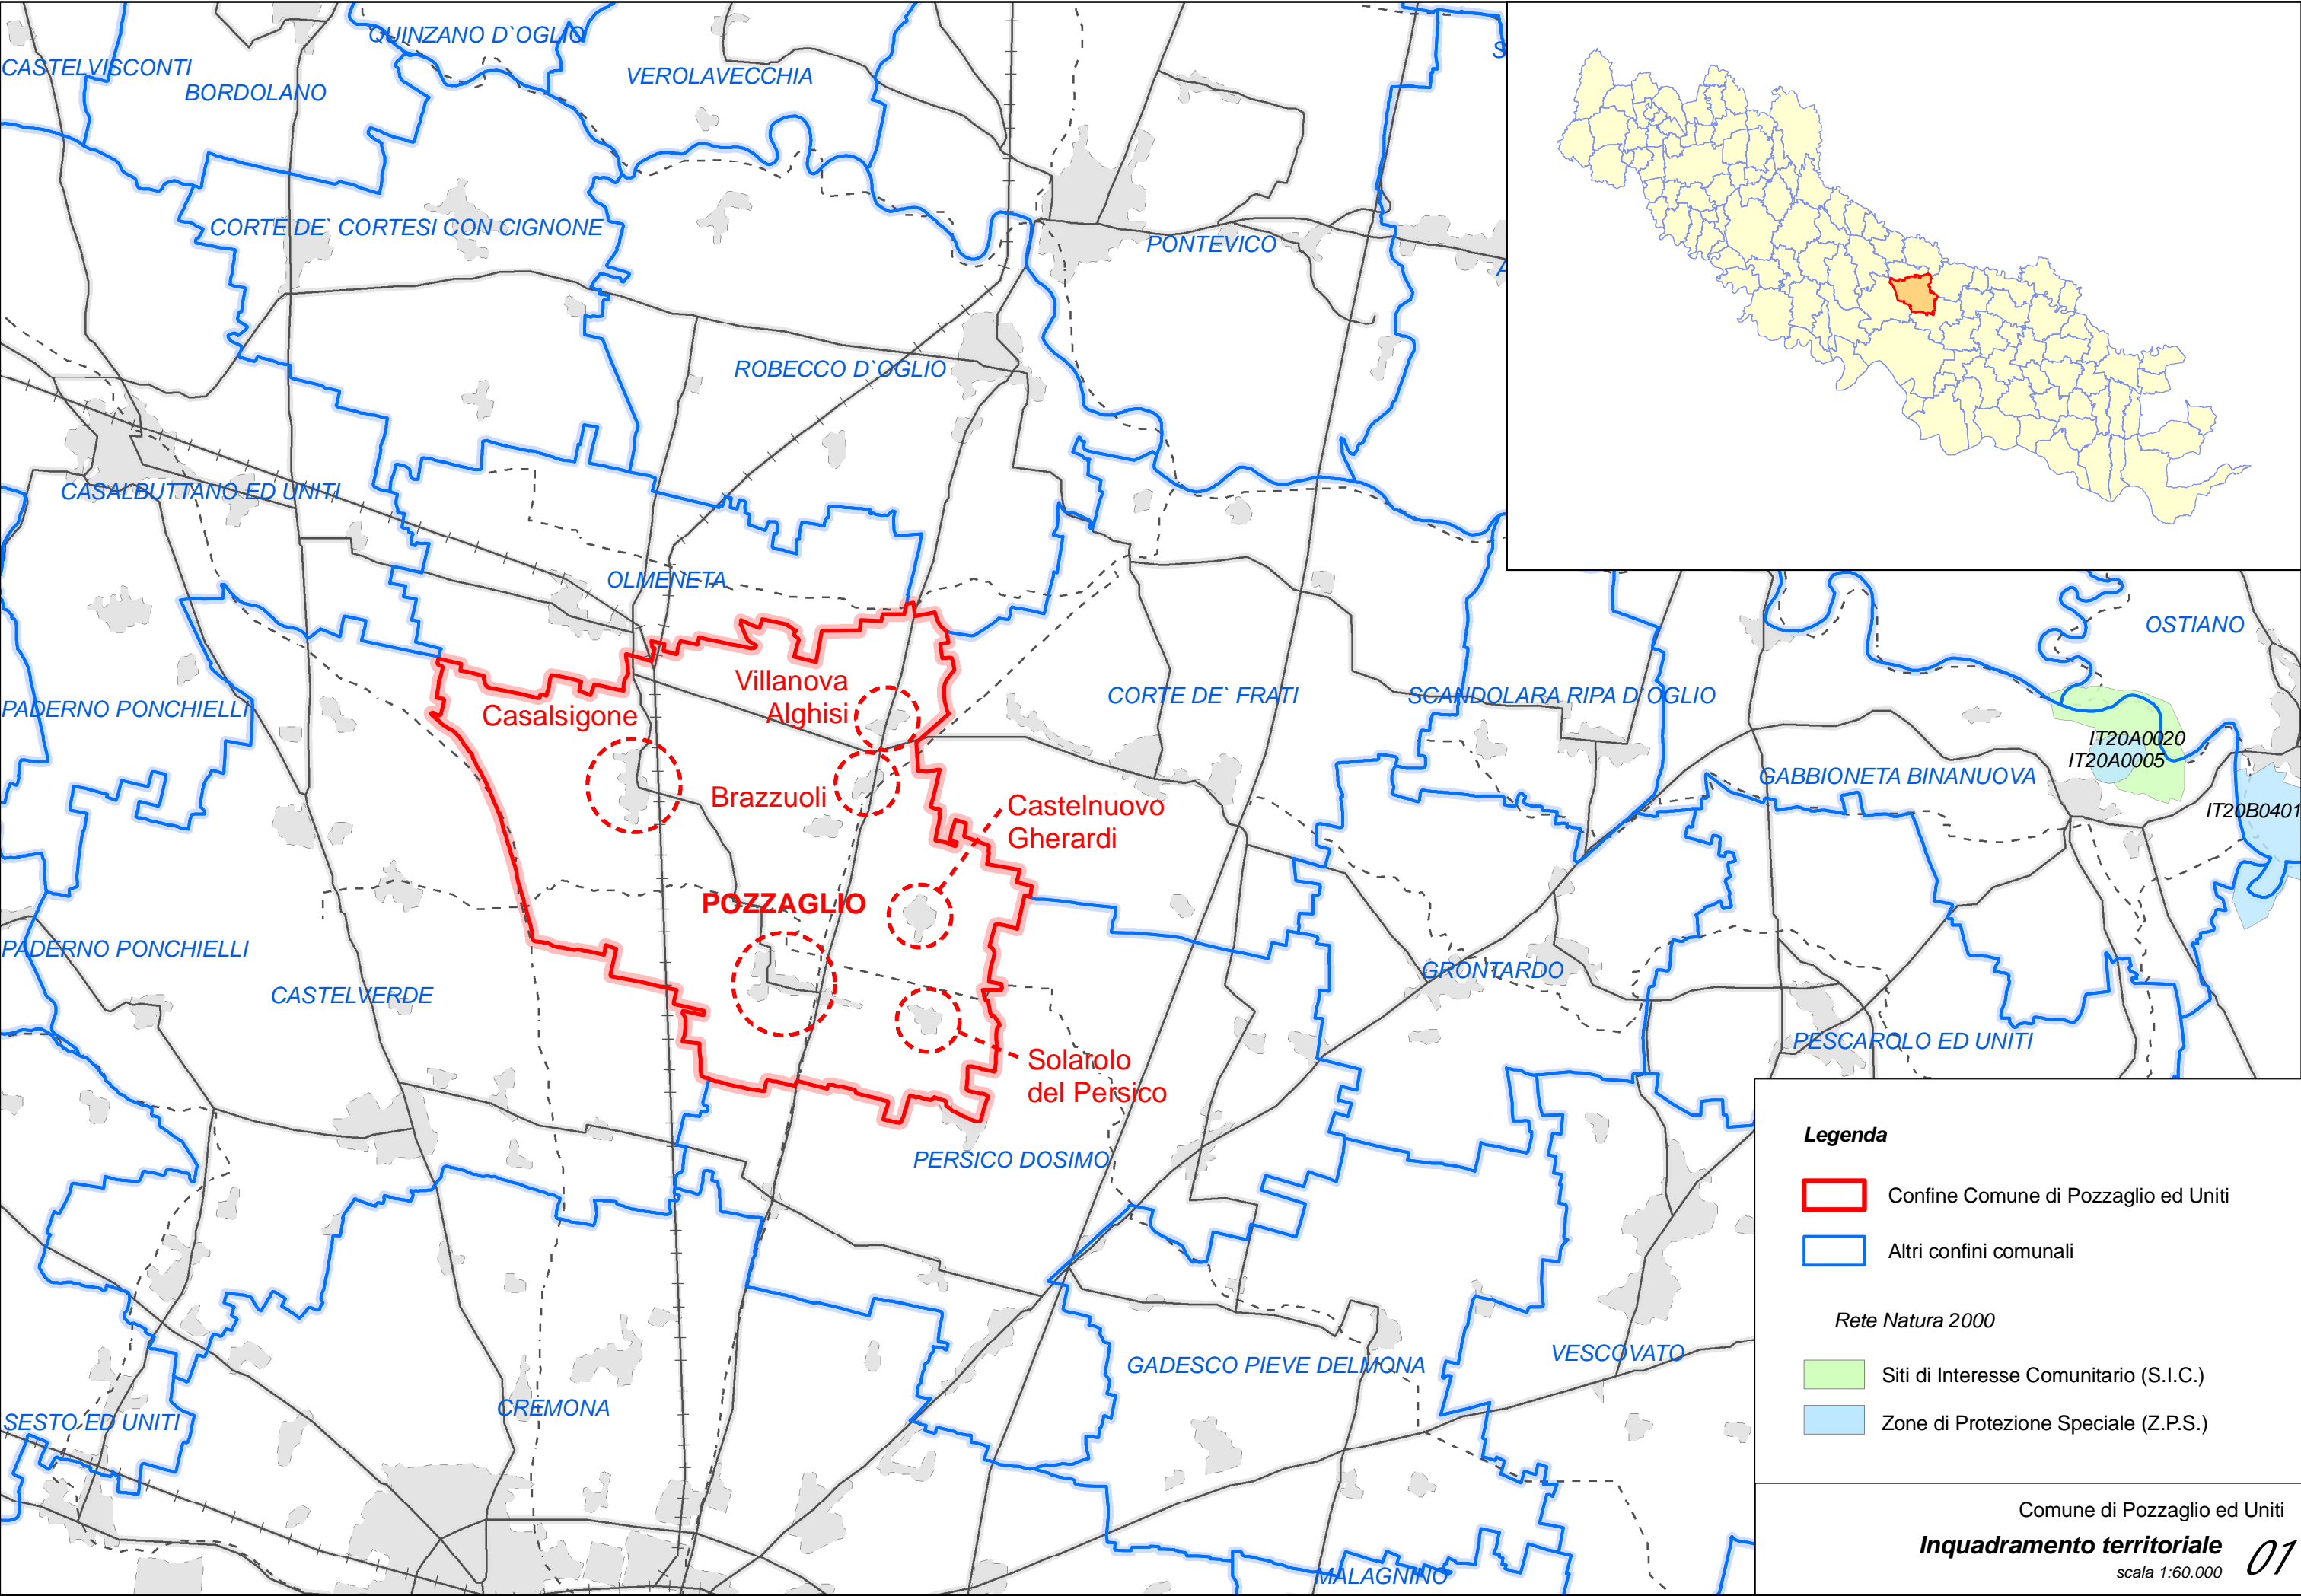 QUINZANO D`OGLIO
CASTELVISCONTI
BORDOLANO
VEROLAVECCHIA
CORTE DE` CORTESI CON CIGNONE
PONTEVICO
ROBECCO D`OGLIO
CASALBUTTANO ED UNITI
OLMENETA
OSTIANO
PADERNO PONCHIELLI
Casalsigone
Villanova
Alghisi
CORTE DE` FRATI
SCANDOLARA RIPA D`OGLIO
IT20A0020
IT20A0005
GABBIONETA BINANUOVA
IT20B0401
Brazzuoli
Castelnuovo
Gherardi
POZZAGLIO
PADERNO PONCHIELLI
CASTELVERDE
GRONTARDO
PESCAROLO ED UNITI
Solarolo
del Persico
PERSICO DOSIMO
GADESCO PIEVE DELMONA
VESCOVATO
CREMONA
SESTO ED UNITI
MALAGNINO
Legenda
Confine Comune di Pozzaglio ed Uniti
Altri confini comunali
Rete Natura 2000
Siti di Interesse Comunitario (S.I.C.)
Zone di Protezione Speciale (Z.P.S.)
Comune di Pozzaglio ed Uniti
Inquadramento territoriale
scala 1:60.000
01